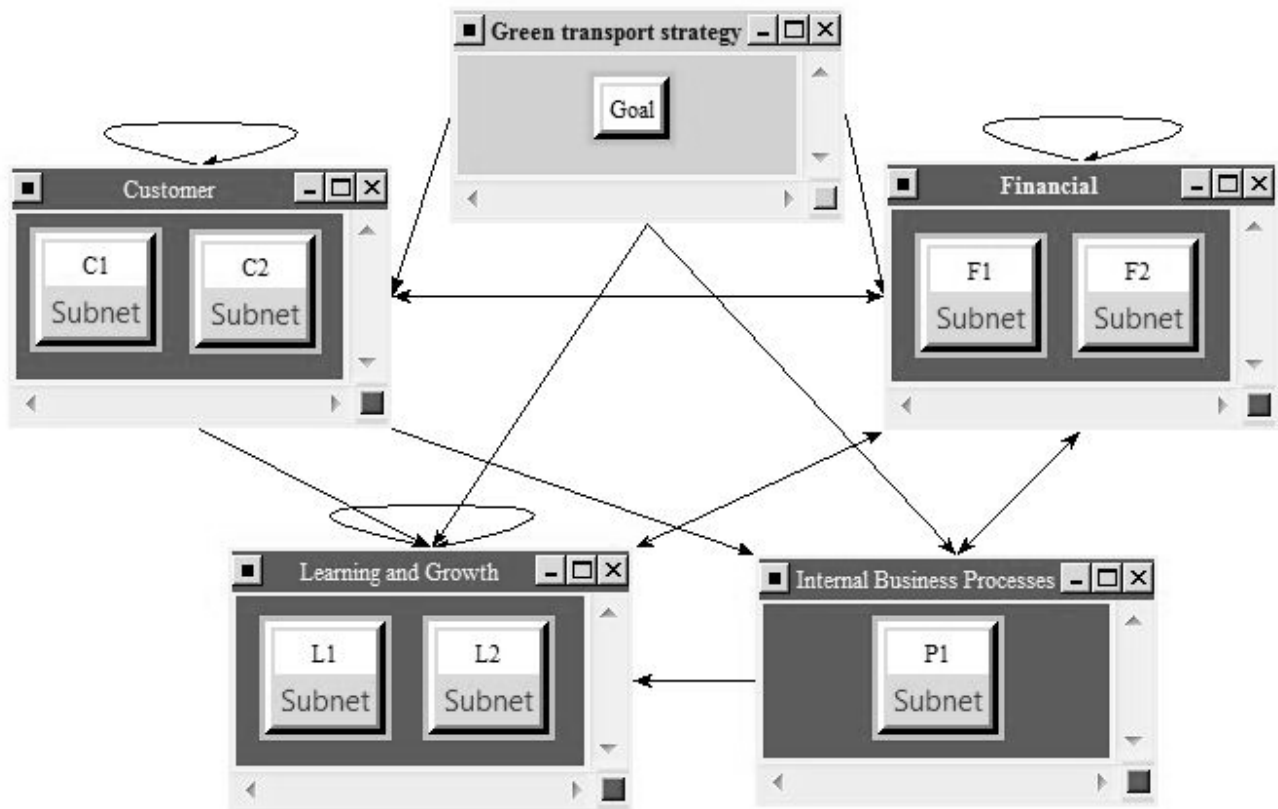 Green transport strategy
Goal
Customer
C1
Subnet
C2
Subnet
Financial
F1
Subnet
F2
Subnet
Learning and Growth
L1
Subnet
L2
Subnet
Internal Business Processes
P1
Subnet